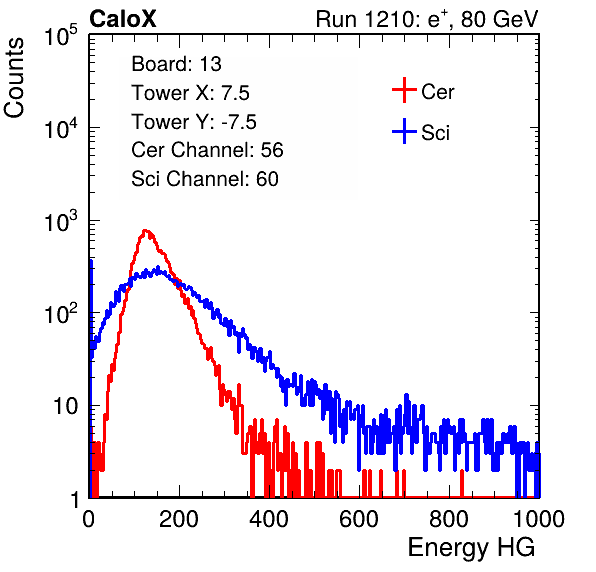 CaloX Run 1210: e⁺, 80 GeV
Counts
Board: 13
Tower X: 7.5
Tower Y: -7.5
Cer Channel: 56
Sci Channel: 60
Cer
Sci
10⁵
10⁴
10³
10²
10
1
0 200 400 600 800 1000
Energy HG